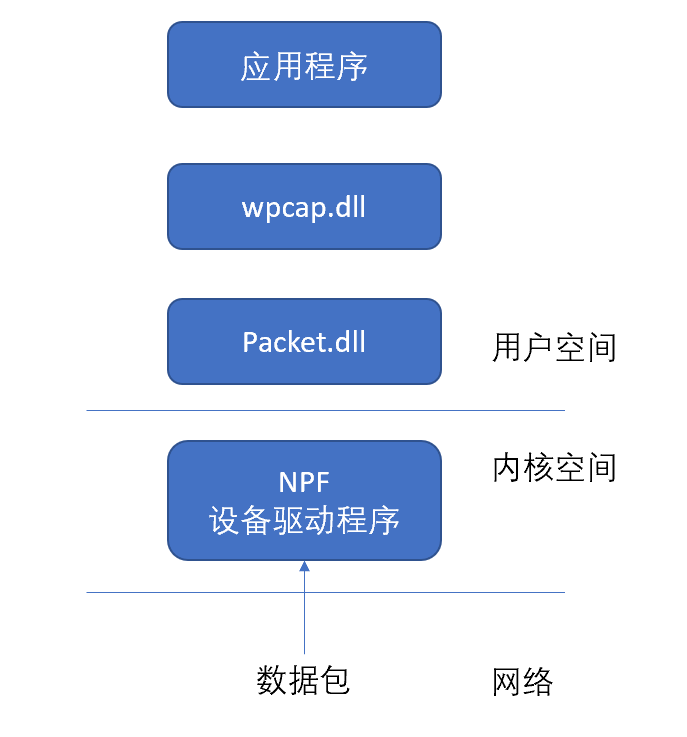 应用程序
wpcap.dll
Packet.dll
用户空间
内核空间
NPF
设备驱动程序
数据包
网络